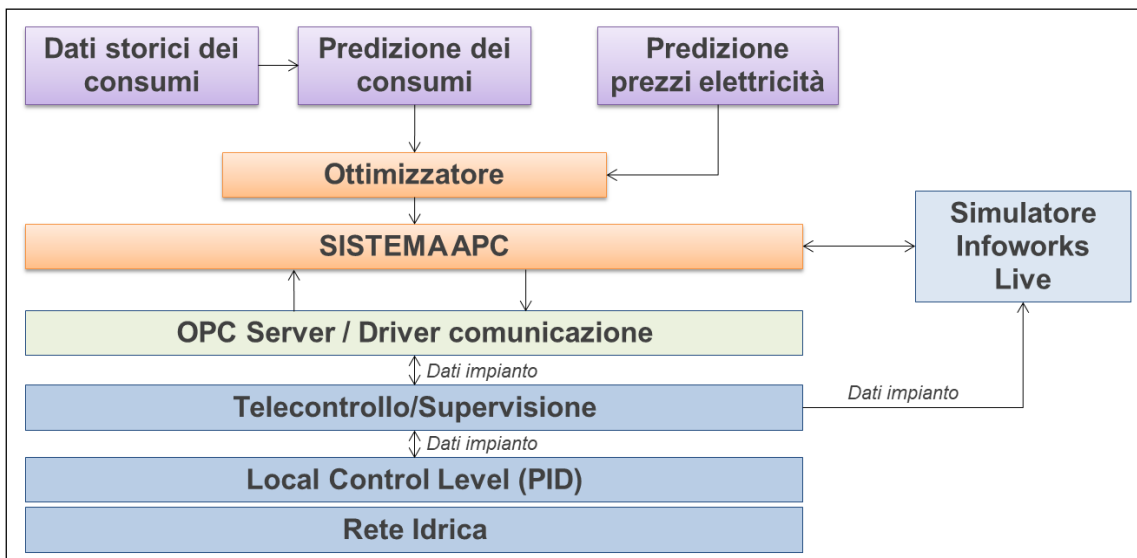 Dati storici dei
consumi
Predizione dei
consumi
Predizione
prezzi elettricità
Ottimizzatore
SISTEMA APC
Simulatore
Infoworks
Live
OPC Server / Driver comunicazione
Dati impianto
Telecontrollo/Supervisione
Dati impianto
Dati impianto
Local Control Level (PID)
Rete Idrica